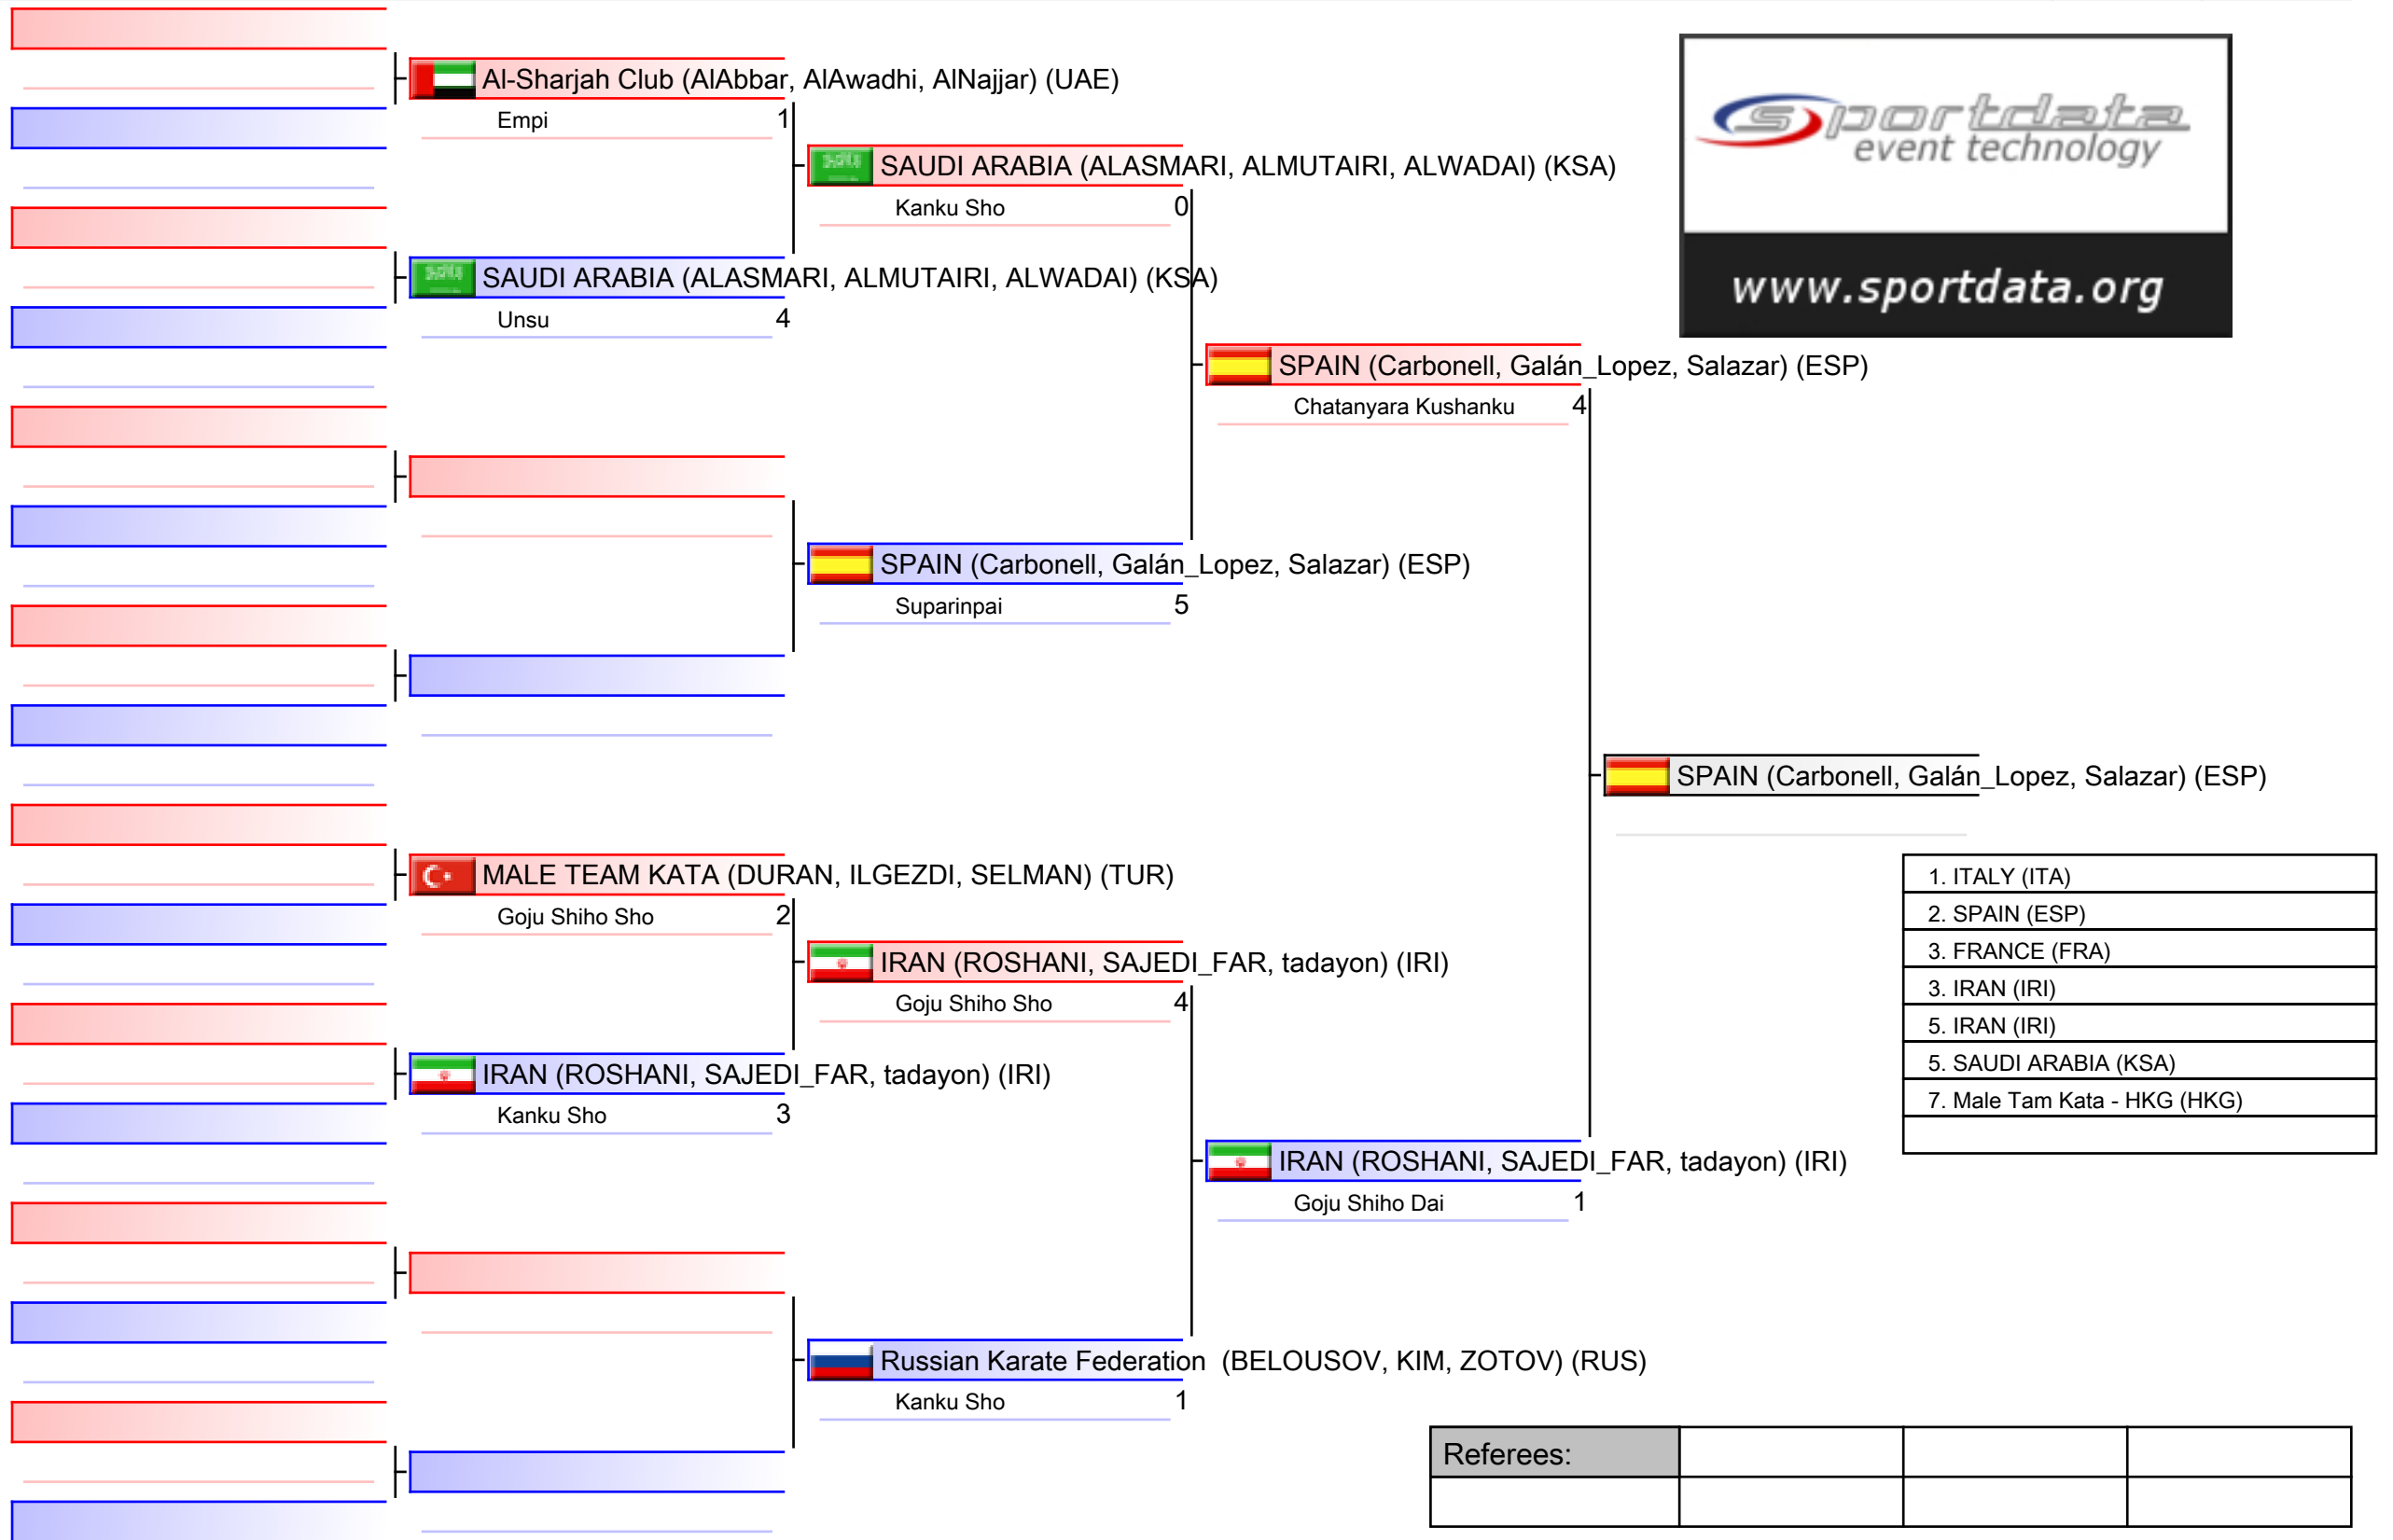 Al-Sharjah Club (AlAbbar, AlAwadhi, AlNajjar) (UAE)
Empi 1
SAUDI ARABIA (ALASMARI, ALMUTAIRI, ALWADAI) (KSA)
Kanku Sho 0
SAUDI ARABIA (ALASMARI, ALMUTAIRI, ALWADAI) (KSA)
Unsu 4
sportdata
event technology
www.sportdata.org
SPAIN (Carbonell, Galán_Lopez, Salazar) (ESP)
Chatanyara Kushanku 4
SPAIN (Carbonell, Galán_Lopez, Salazar) (ESP)
Suparinpai 5
SPAIN (Carbonell, Galán_Lopez, Salazar) (ESP)
MALE TEAM KATA (DURAN, ILGEZDI, SELMAN) (TUR)
Goju Shiho Sho 2
IRAN (ROSHANI, SAJEDI_FAR, tadayon) (IRI)
Goju Shiho Sho 4
IRAN (ROSHANI, SAJEDI_FAR, tadayon) (IRI)
Kanku Sho 3
IRAN (ROSHANI, SAJEDI_FAR, tadayon) (IRI)
Goju Shiho Dai 1
Russian Karate Federation (BELOUSOV, KIM, ZOTOV) (RUS)
Kanku Sho 1
1. ITALY (ITA)
2. SPAIN (ESP)
3. FRANCE (FRA)
3. IRAN (IRI)
5. IRAN (IRI)
5. SAUDI ARABIA (KSA)
7. Male Tam Kata - HKG (HKG)
Referees: